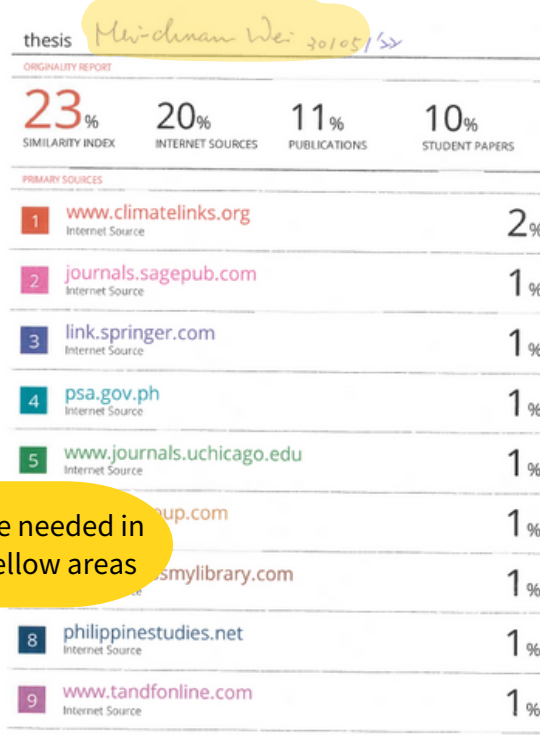 thesis Mei-chuan Wei 30/05/'22
ORIGINALITY REPORT
23% 20% 11% 10%
SIMILARITY INDEX INTERNET SOURCES PUBLICATIONS STUDENT PAPERS
PRIMARY SOURCES
1 www.climatelinks.org 2%
Internet Source
2 journals.sagepub.com 1%
Internet Source
3 link.springer.com 1%
Internet Source
4 psa.gov.ph 1%
Internet Source
5 www.journals.uchicago.edu 1%
Internet Source
e needed in
ellow areas
oup.com 1%
smylibrary.com 1%
8 philippinestudies.net 1%
Internet Source
9 www.tandfonline.com 1%
Internet Source